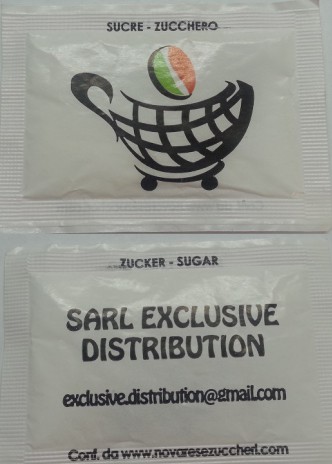 SUCRE - ZUCCHERO
ZUCKER - SUGAR
SARL EXCLUSIVE
DISTRIBUTION
exclusive.distribution@gmail.com
Conf. da www.novaresezuccheri.com